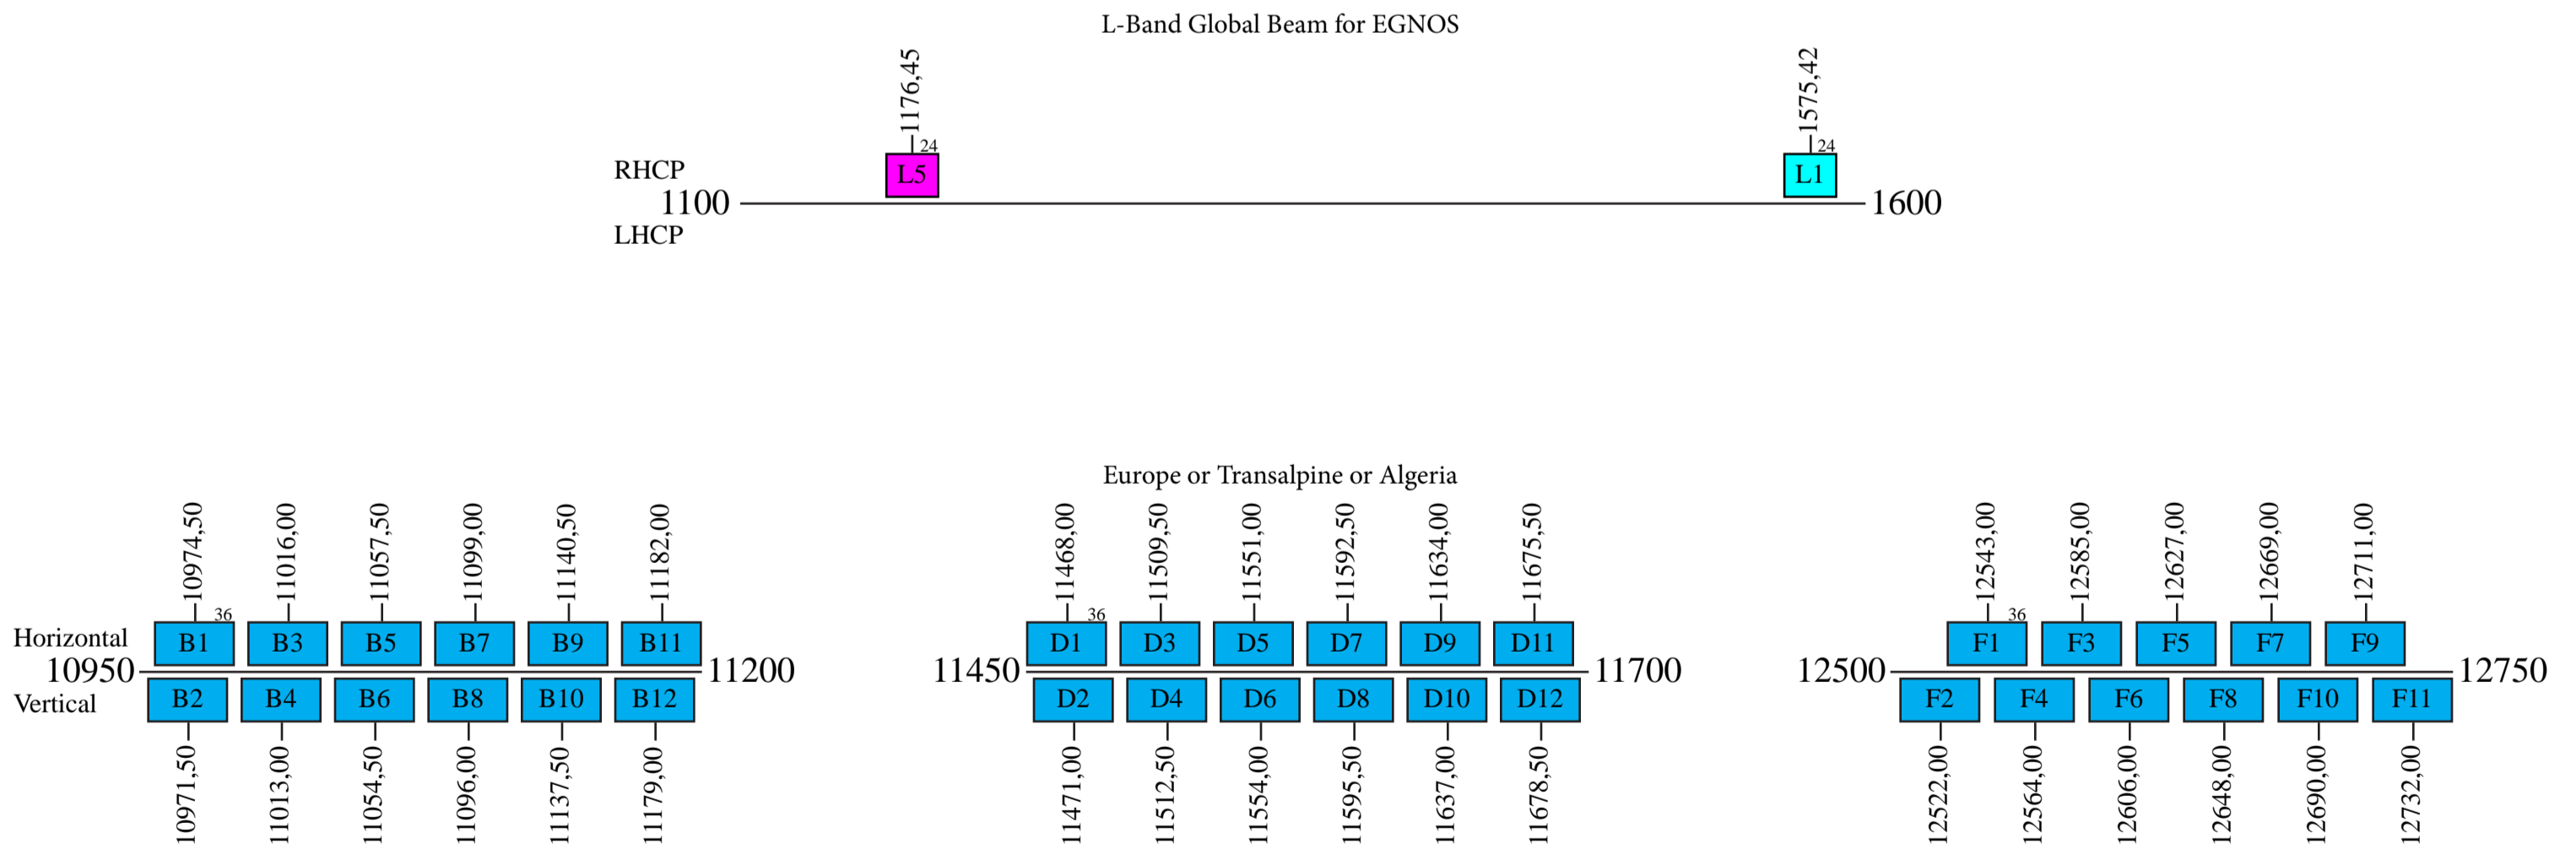 L-Band Global Beam for EGNOS
1176,45 1575,42
24 24
RHCP L5 L1
1100 1600
LHCP
Europe or Transalpine or Algeria
10974,50 11016,00 11057,50 11099,00 11140,50 11182,00 11468,00 11509,50 11551,00 11592,50 11634,00 11675,50 12543,00 12585,00 12627,00 12669,00 12711,00
36 36 36
Horizontal B1 B3 B5 B7 B9 B11 D1 D3 D5 D7 D9 D11 F1 F3 F5 F7 F9
10950 11200 11450 11700 12500 12750
Vertical B2 B4 B6 B8 B10 B12 D2 D4 D6 D8 D10 D12 F2 F4 F6 F8 F10 F11
10971,50 11013,00 11054,50 11096,00 11137,50 11179,00 11471,00 11512,50 11554,00 11595,50 11637,00 11678,50 12522,00 12564,00 12606,00 12648,00 12690,00 12732,00